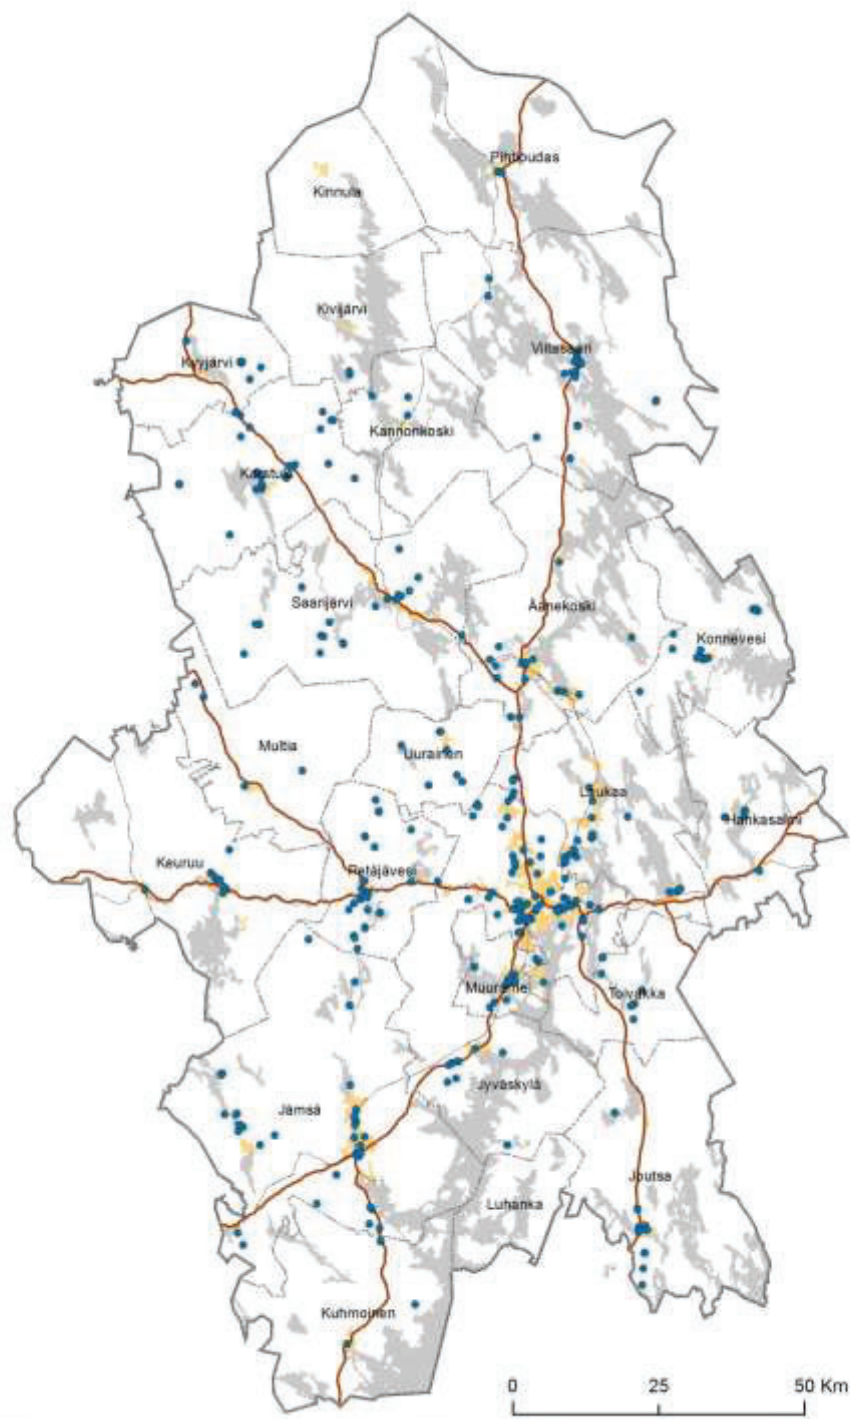 Pihtipudas
Kinnula
Kivijärvi
Viitasaari
Kyyjärvi
Kannonkoski
Karstula
Saarijärvi
Äänekoski
Konnevesi
Multia
Uurainen
Laukaa
Hankasalmi
Keuruu
Petäjävesi
Muurame
Toivakka
Jyväskylä
Jämsä
Joutsa
Luhanka
Kuhmoinen
0 25 50 Km